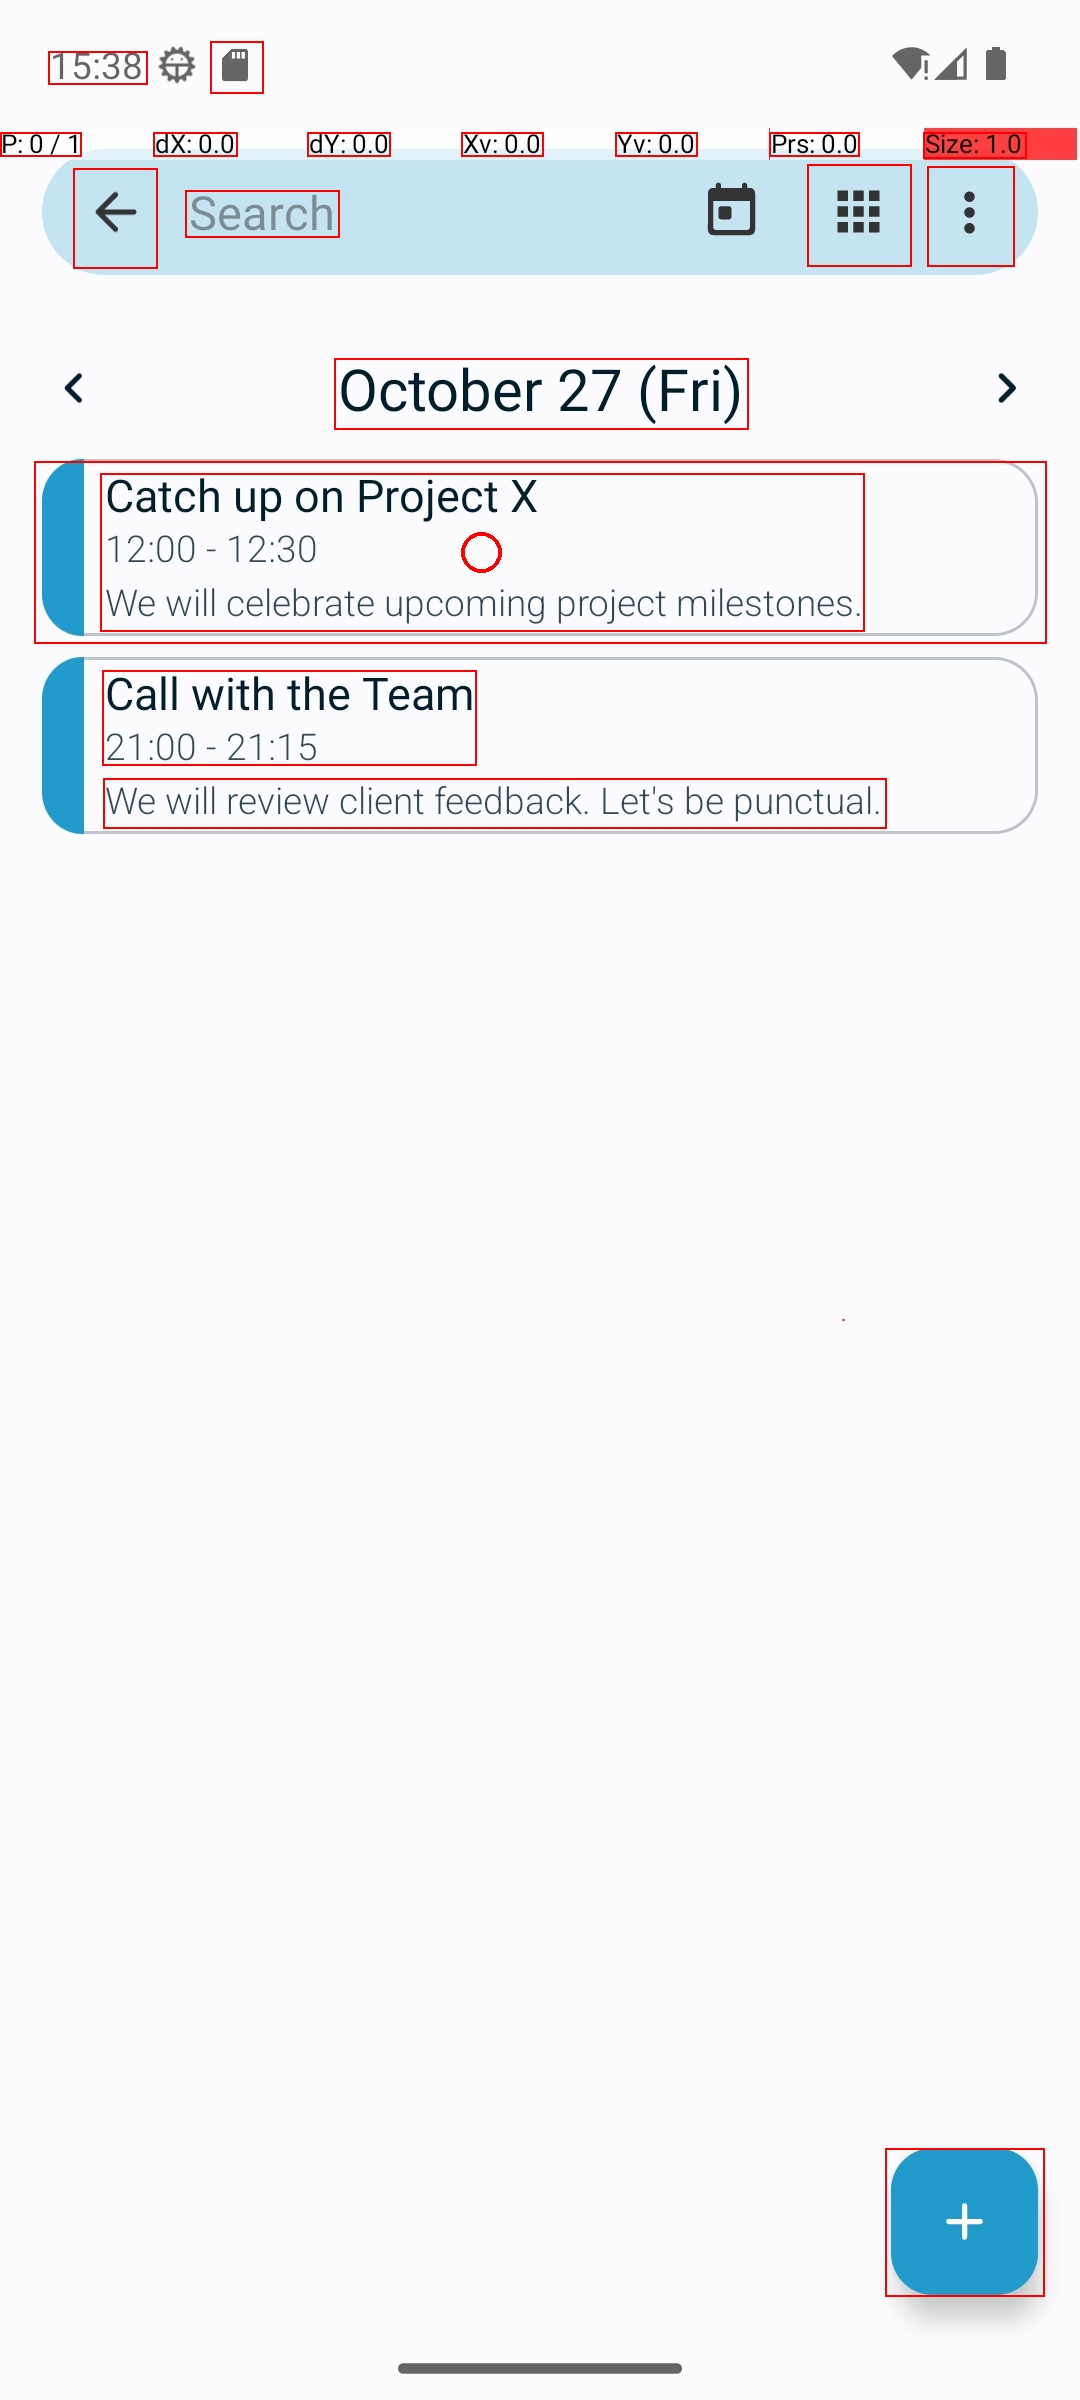 15:38
P: 0 / 1 dX: 0.0 dY: 0.0 Xv: 0.0 Yv: 0.0 Prs: 0.0 Size: 1.0
Search
October 27 (Fri)
Catch up on Project X
12:00 - 12:30
We will celebrate upcoming project milestones.
Call with the Team
21:00 - 21:15
We will review client feedback. Let's be punctual.